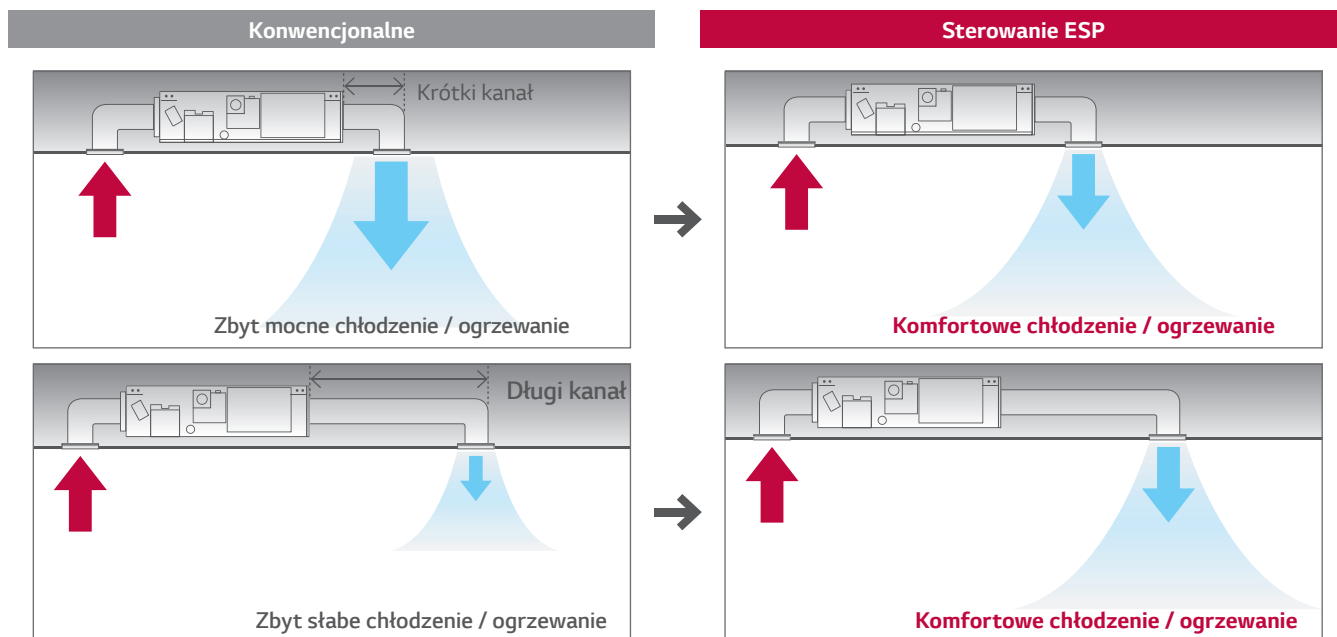 Konwencjonalne
Sterowanie ESP
Krótki kanał
Zbyt mocne chłodzenie / ogrzewanie
Komfortowe chłodzenie / ogrzewanie
Długi kanał
Zbyt słabe chłodzenie / ogrzewanie
Komfortowe chłodzenie / ogrzewanie